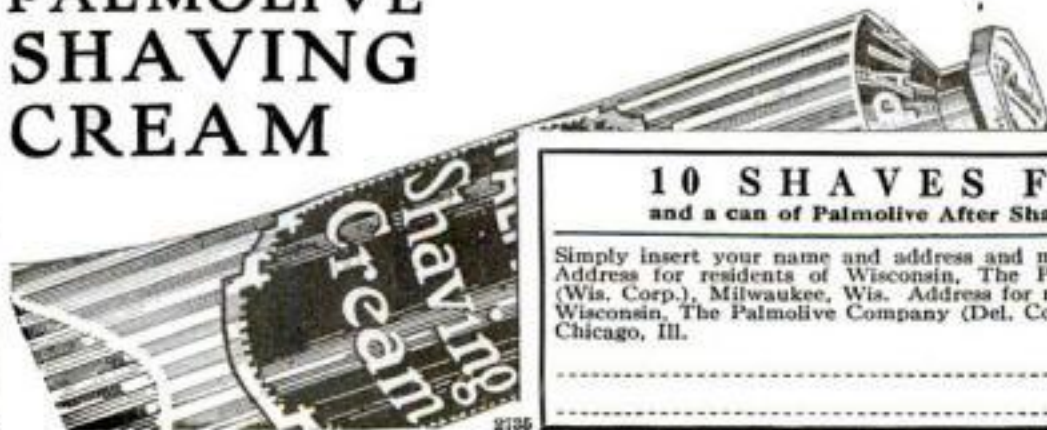 PALMOLIVE
SHAVING
CREAM
Shaving
Cream
2735
10 SHAVES F
and a can of Palmolive After Sha
Simply insert your name and address and m
Address for residents of Wisconsin, The P
(Wis. Corp.), Milwaukee, Wis. Address for r
Wisconsin, The Palmolive Company (Del. Co
Chicago, Ill.